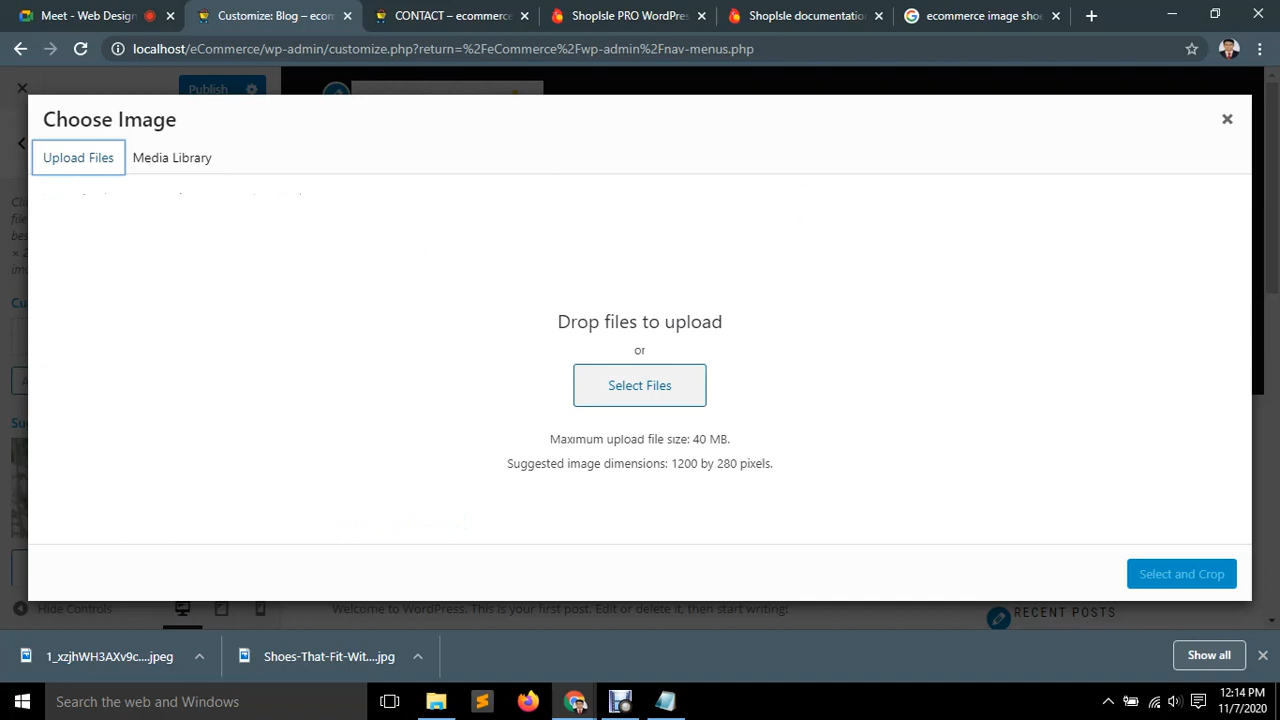 Meet - Web Design
Customize: Blog – ecom
CONTACT – ecommerce
ShopIsle PRO WordPres
ShopIsle documentatio
ecommerce image shoe
localhost/eCommerce/wp-admin/customize.php?return=%2FeCommerce%2Fwp-admin%2Fnav-menus.php
Publish
Choose Image
Upload Files
Media Library
Drop files to upload
or
Select Files
Maximum upload file size: 40 MB.
Suggested image dimensions: 1200 by 280 pixels.
Select and Crop
Hide Controls
Welcome to WordPress. This is your first post. Edit or delete it, then start writing!
RECENT POSTS
1_xzjhWH3AXv9c....jpeg
Shoes-That-Fit-Wit....jpg
Show all
Search the web and Windows
12:14 PM
11/7/2020